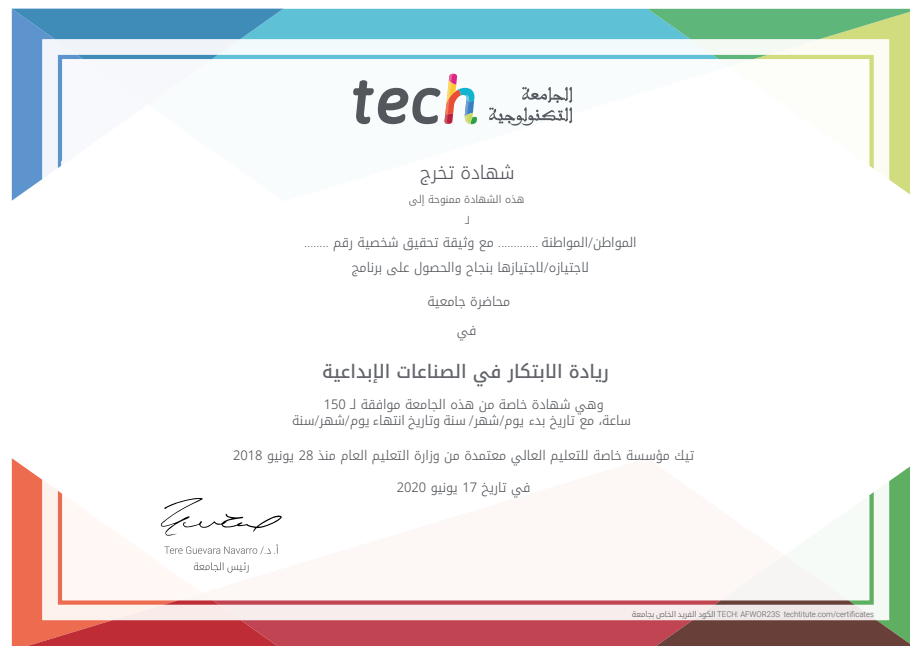 tech
الجامعة
التكنولوجية
شهادة تخرج
هذه الشهادة ممنوحة إلى
لـ
المواطن/المواطنة ............. مع وثيقة تحقيق شخصية رقم ........
لاجتيازه/لاجتيازها بنجاح والحصول على برنامج
محاضرة جامعية
في
ريادة الابتكار في الصناعات الإبداعية
وهي شهادة خاصة من هذه الجامعة موافقة لـ 150
ساعة، مع تاريخ بدء يوم/شهر/ سنة وتاريخ انتهاء يوم/شهر/سنة
تيك مؤسسة خاصة للتعليم العالي معتمدة من وزارة التعليم العام منذ 28 يونيو 2018
في تاريخ 17 يونيو 2020
أ. د./ Tere Guevara Navarro
رئيس الجامعة
الكود الفريد الخاص بجامعة TECH: AFWOR23S techtitute.com/certificates